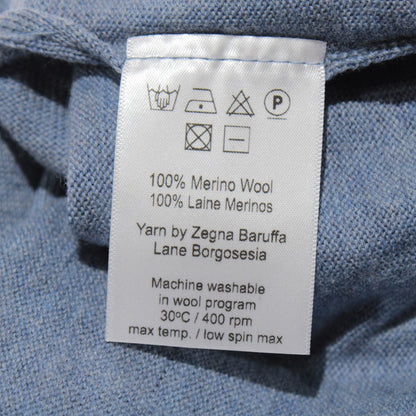 P
100% Merino Wool
100% Laine Merinos
Yarn by Zegna Baruffa
Lane Borgosesia
Machine washable
in wool program
30ºC / 400 rpm
max temp. / low spin max